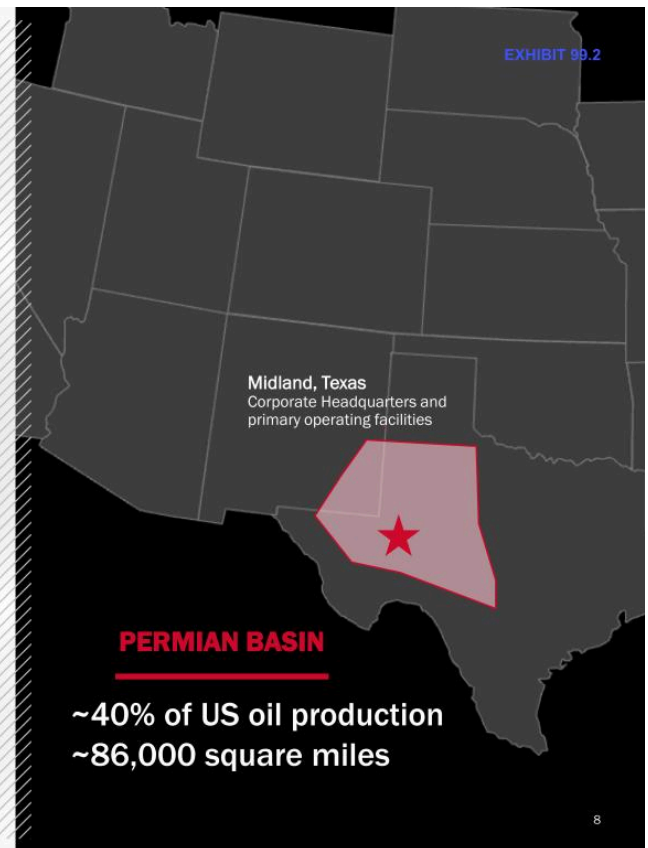 EXHIBIT 99.2
Midland, Texas
Corporate Headquarters and
primary operating facilities
PERMIAN BASIN
~40% of US oil production
~86,000 square miles
8